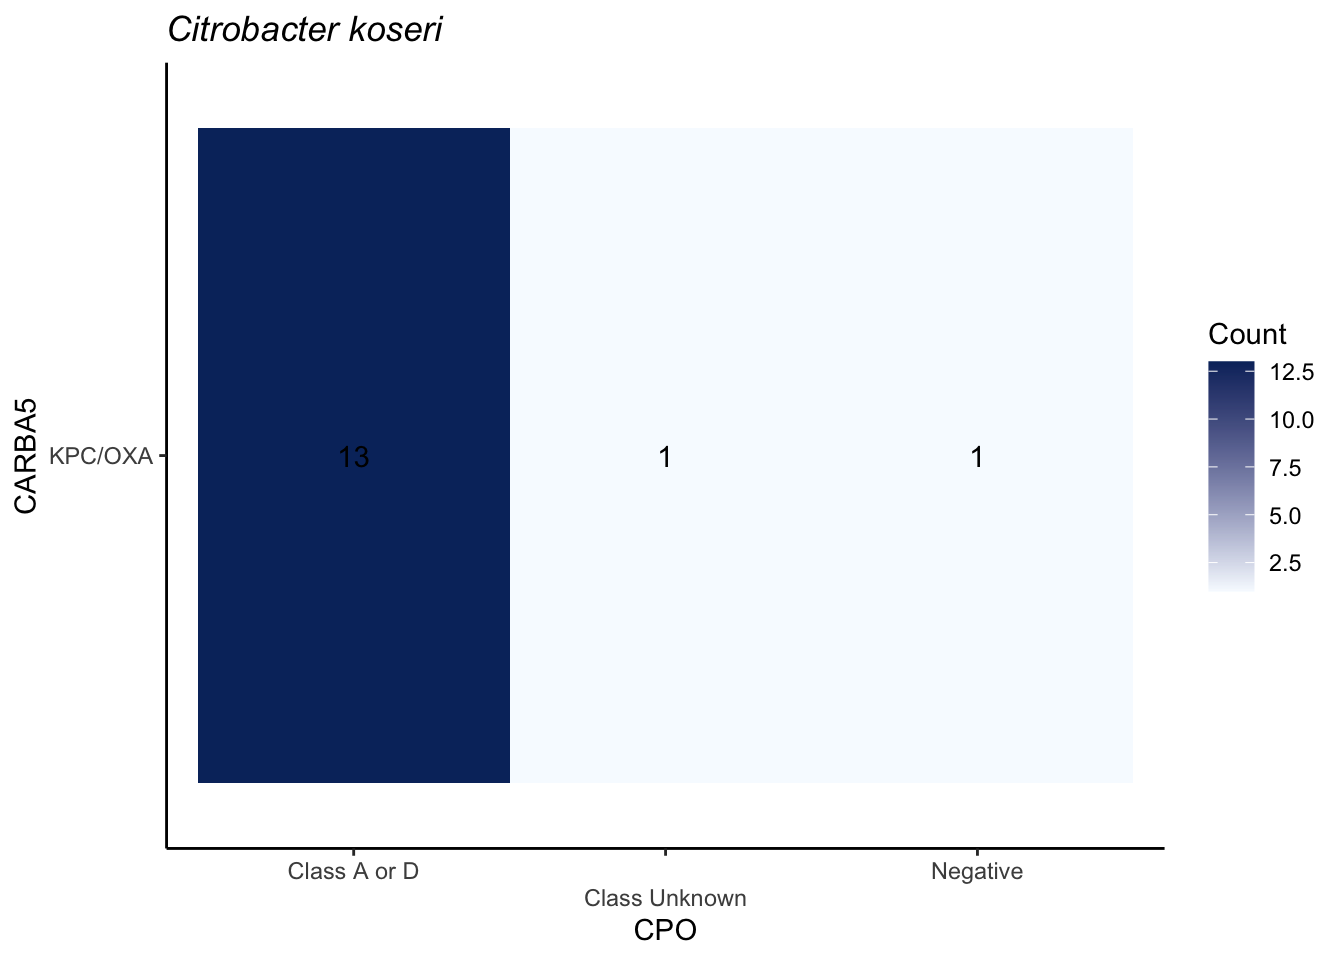 Citrobacter koseri
CARBA5
KPC/OXA
13
1
1
Class A or D
Class Unknown
Negative
CPO
Count
12.5
10.0
7.5
5.0
2.5